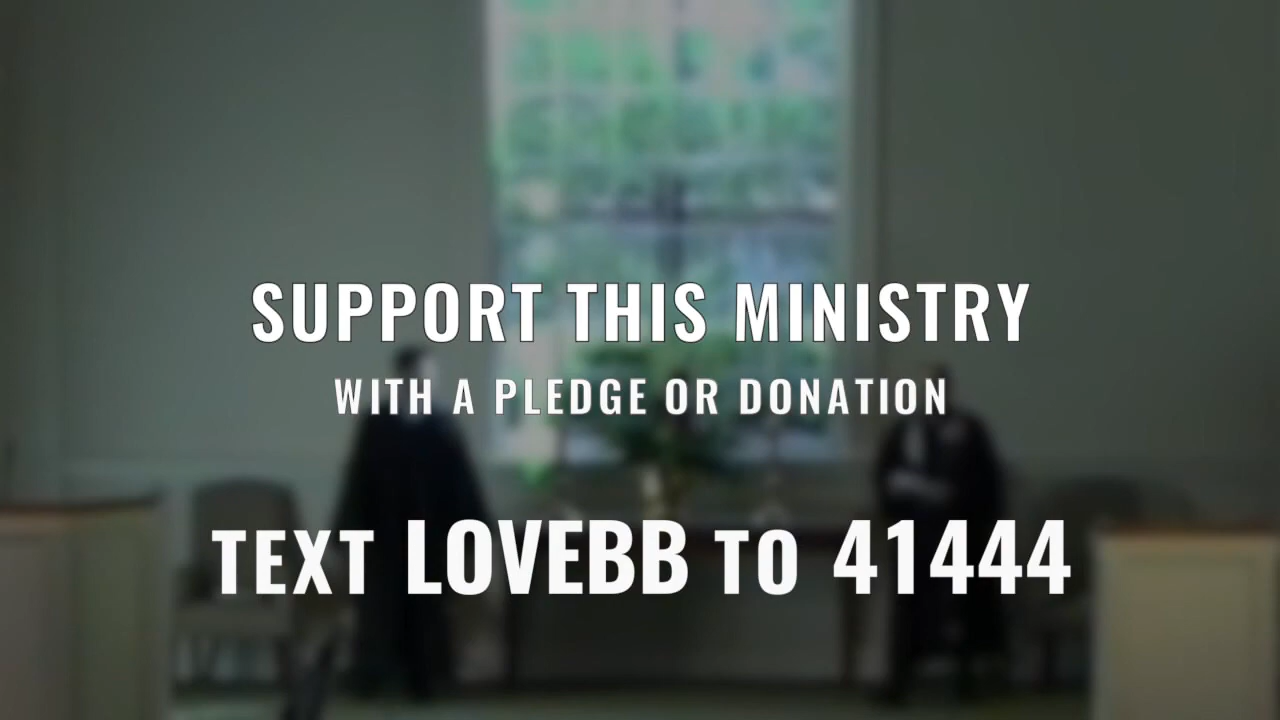 SUPPORT THIS MINISTRY
WITH A PLEDGE OR DONATION
TEXT LOVEBB TO 41444